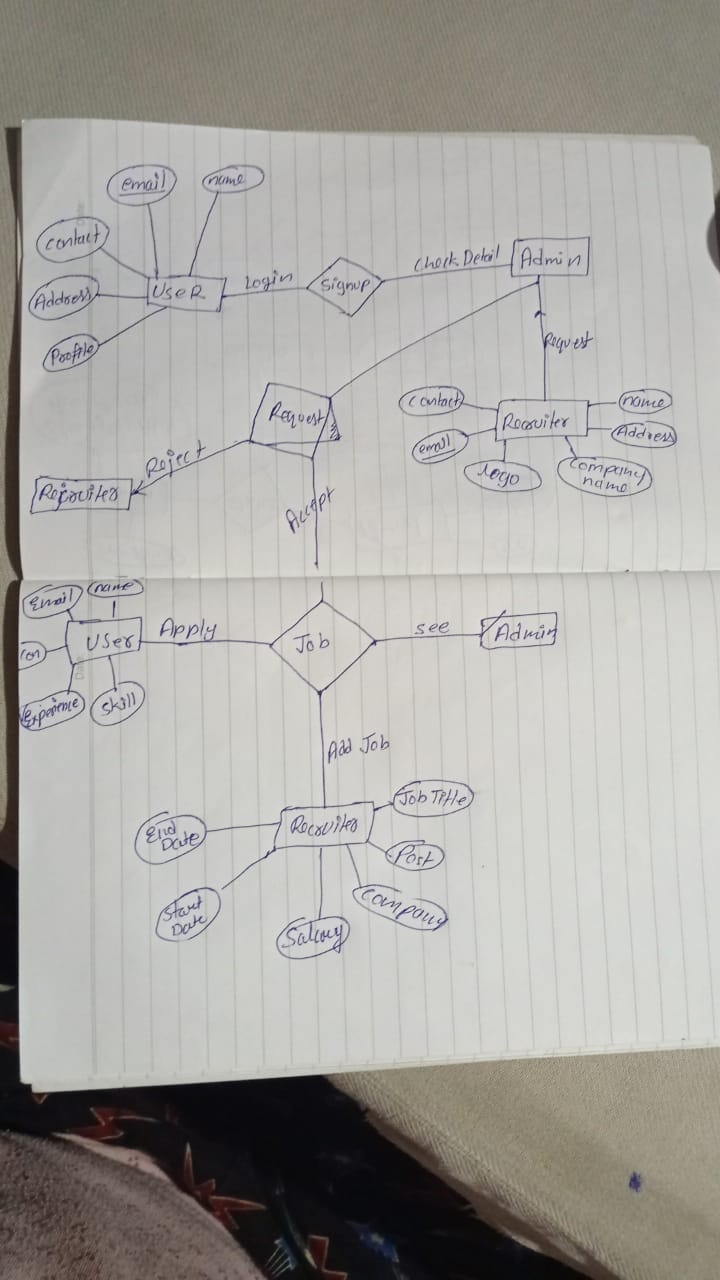 email
name
contact
Address
Profile
User
Login
Signup
Check Detail
Admin
Request
Request
Reject
Accept
contact
email
logo
Recruiter
name
Address
Company
name
Email
name
con
Experience
Skill
User
Apply
Job
see
Admin
Add Job
Recruiter
End
Date
Start
Date
Salary
Company
Post
Job Title